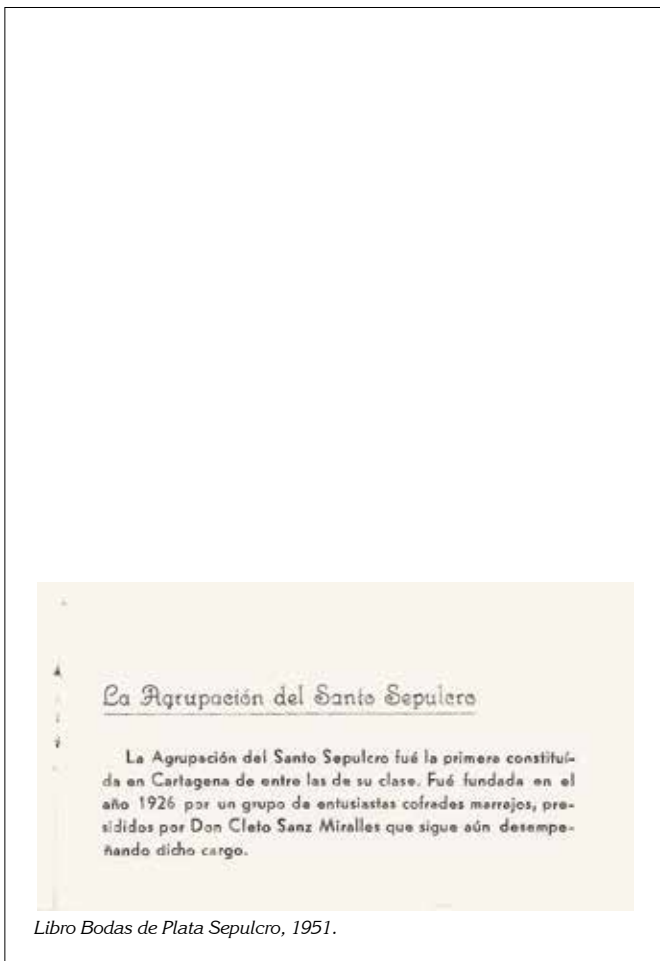 La Agrupación del Santo Sepulcro
La Agrupación del Santo Sepulcro fué la primera constituí-
da en Cartagena de entre las de su clase. Fué fundada en el
año 1926 por un grupo de entusiastas cofrades marrajos, pre-
sididos por Don Cleto Sanz Miralles que sigue aún desempe-
ñando dicho cargo.
Libro Bodas de Plata Sepulcro, 1951.